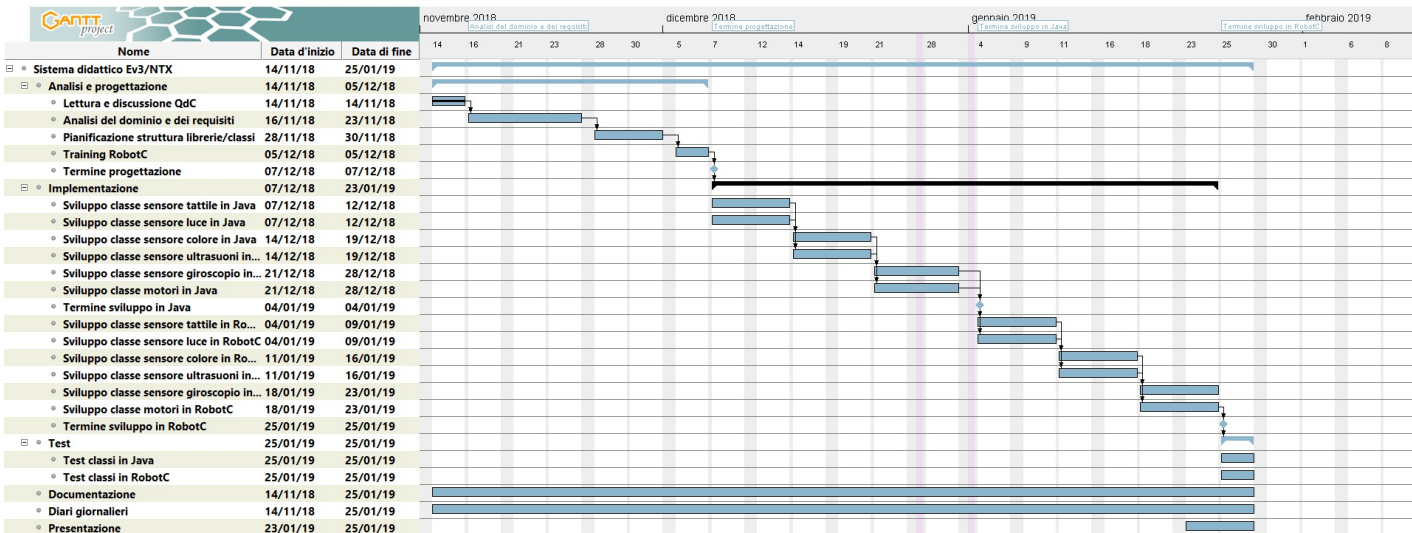 GANTT
project
novembre 2018 dicembre 2018 gennaio 2019 febbraio 2019
Analisi del dominio e dei requisiti Termine progettazione Termine sviluppo in Java Termine sviluppo in RobotC
Nome Data d'inizio Data di fine 14 16 21 23 28 30 5 7 12 14 19 21 28 4 9 11 16 18 23 25 30 1 6 8
Sistema didattico Ev3/NTX 14/11/18 25/01/19
Analisi e progettazione 14/11/18 05/12/18
Lettura e discussione QdC 14/11/18 14/11/18
Analisi del dominio e dei requisiti 16/11/18 23/11/18
Pianificazione struttura librerie/classi 28/11/18 30/11/18
Training RobotC 05/12/18 05/12/18
Termine progettazione 07/12/18 07/12/18
Implementazione 07/12/18 23/01/19
Sviluppo classe sensore tattile in Java 07/12/18 12/12/18
Sviluppo classe sensore luce in Java 07/12/18 12/12/18
Sviluppo classe sensore colore in Java 14/12/18 19/12/18
Sviluppo classe sensore ultrasuoni in... 14/12/18 19/12/18
Sviluppo classe sensore giroscopio in... 21/12/18 28/12/18
Sviluppo classe motori in Java 21/12/18 28/12/18
Termine sviluppo in Java 04/01/19 04/01/19
Sviluppo classe sensore tattile in Ro... 04/01/19 09/01/19
Sviluppo classe sensore luce in RobotC 04/01/19 09/01/19
Sviluppo classe sensore colore in Ro... 11/01/19 16/01/19
Sviluppo classe sensore ultrasuoni in... 11/01/19 16/01/19
Sviluppo classe sensore giroscopio in... 18/01/19 23/01/19
Sviluppo classe motori in RobotC 18/01/19 23/01/19
Termine sviluppo in RobotC 25/01/19 25/01/19
Test 25/01/19 25/01/19
Test classi in Java 25/01/19 25/01/19
Test classi in RobotC 25/01/19 25/01/19
Documentazione 14/11/18 25/01/19
Diari giornalieri 14/11/18 25/01/19
Presentazione 23/01/19 25/01/19